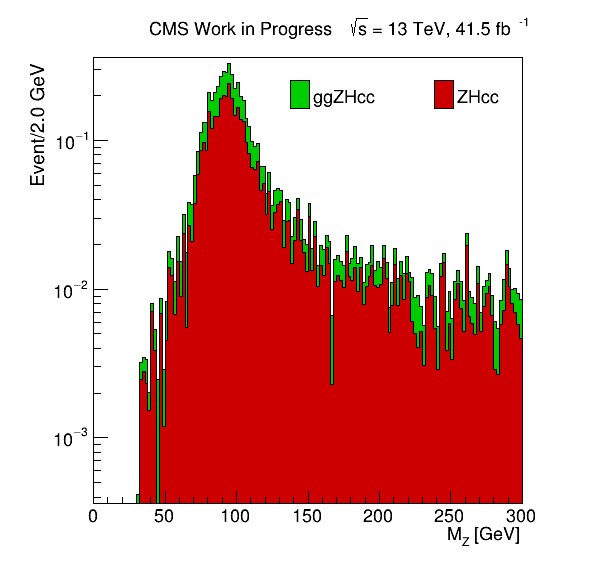 CMS Work in Progress √s = 13 TeV, 41.5 fb⁻¹
Event/2.0 GeV
ggZHcc ZHcc
10⁻¹
10⁻²
10⁻³
0 50 100 150 200 250 300
M_Z [GeV]